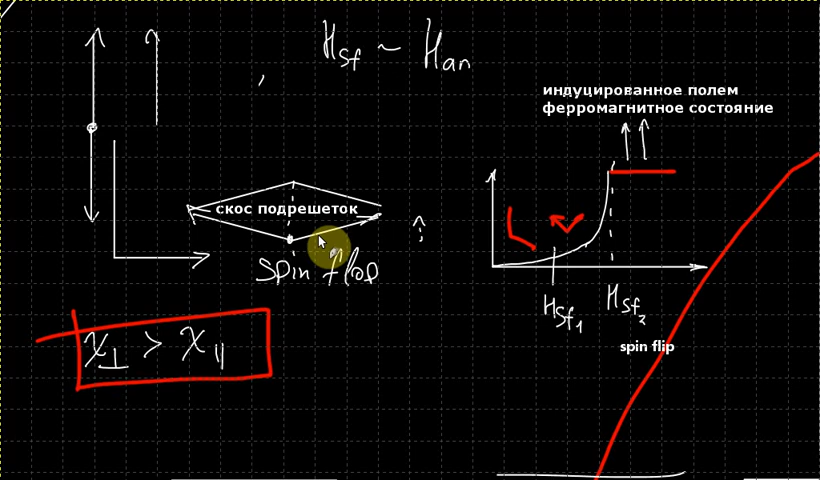 H_sf ~ H_an
индуцированное полем
ферромагнитное состояние
скос подрешеток
spin flop
H_sf₁
H_sf₂
χ_⊥ > χ_||
spin flip